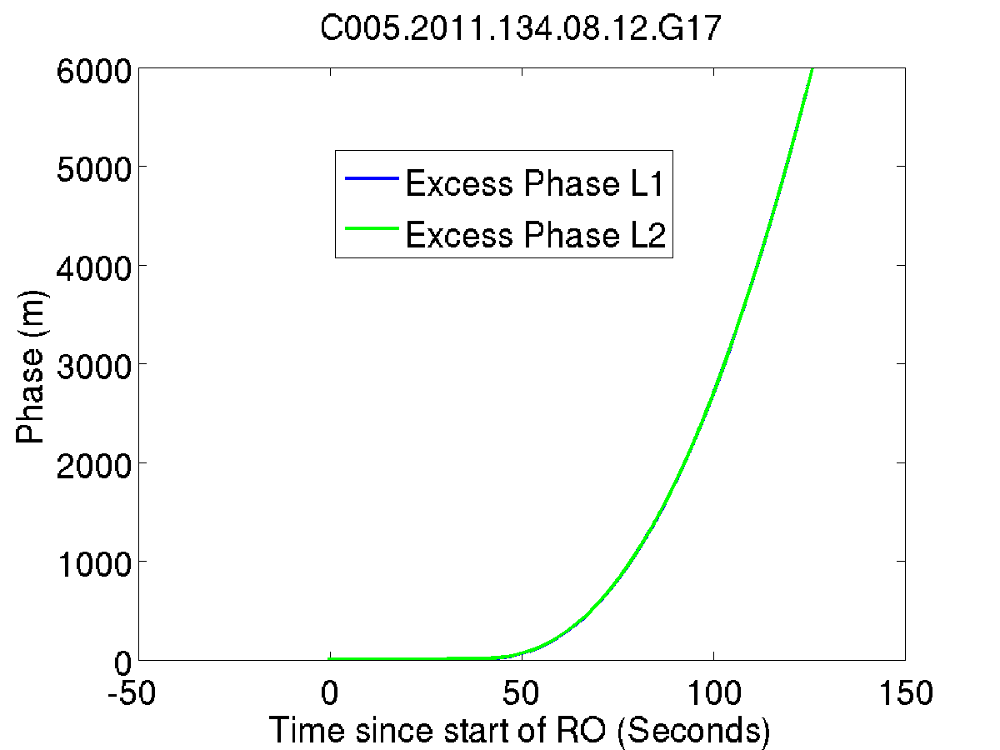 C005.2011.134.08.12.G17
6000
5000
4000
3000
2000
1000
0
Phase (m)
Excess Phase L1
Excess Phase L2
-50 0 50 100 150
Time since start of RO (Seconds)